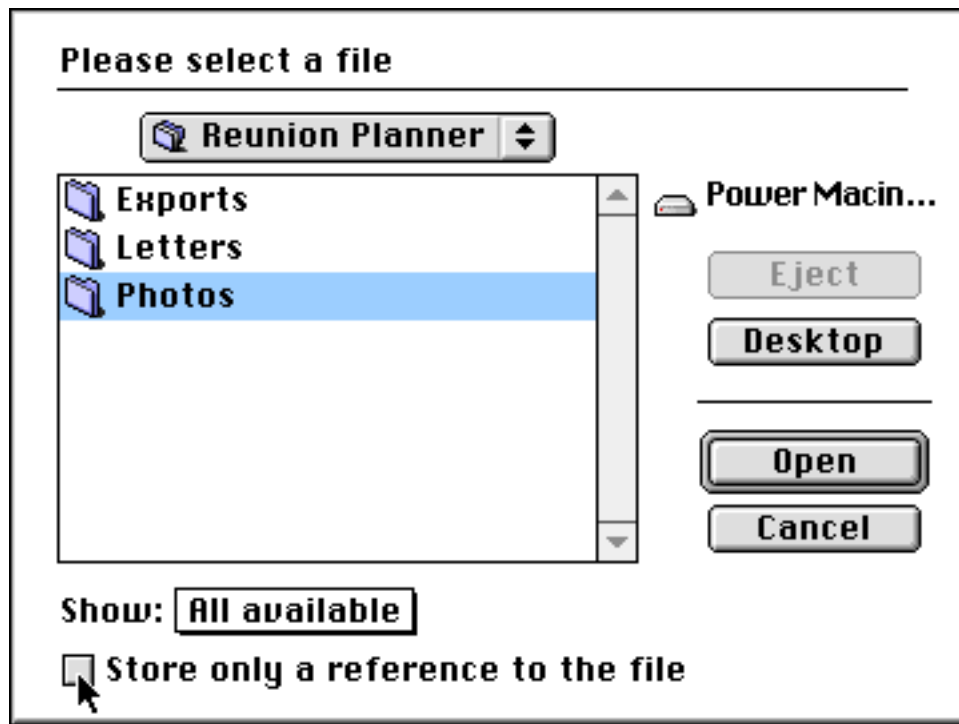 Please select a file
Reunion Planner
Exports
Letters
Photos
Power Macin...
Eject
Desktop
Open
Cancel
Show: All available
Store only a reference to the file